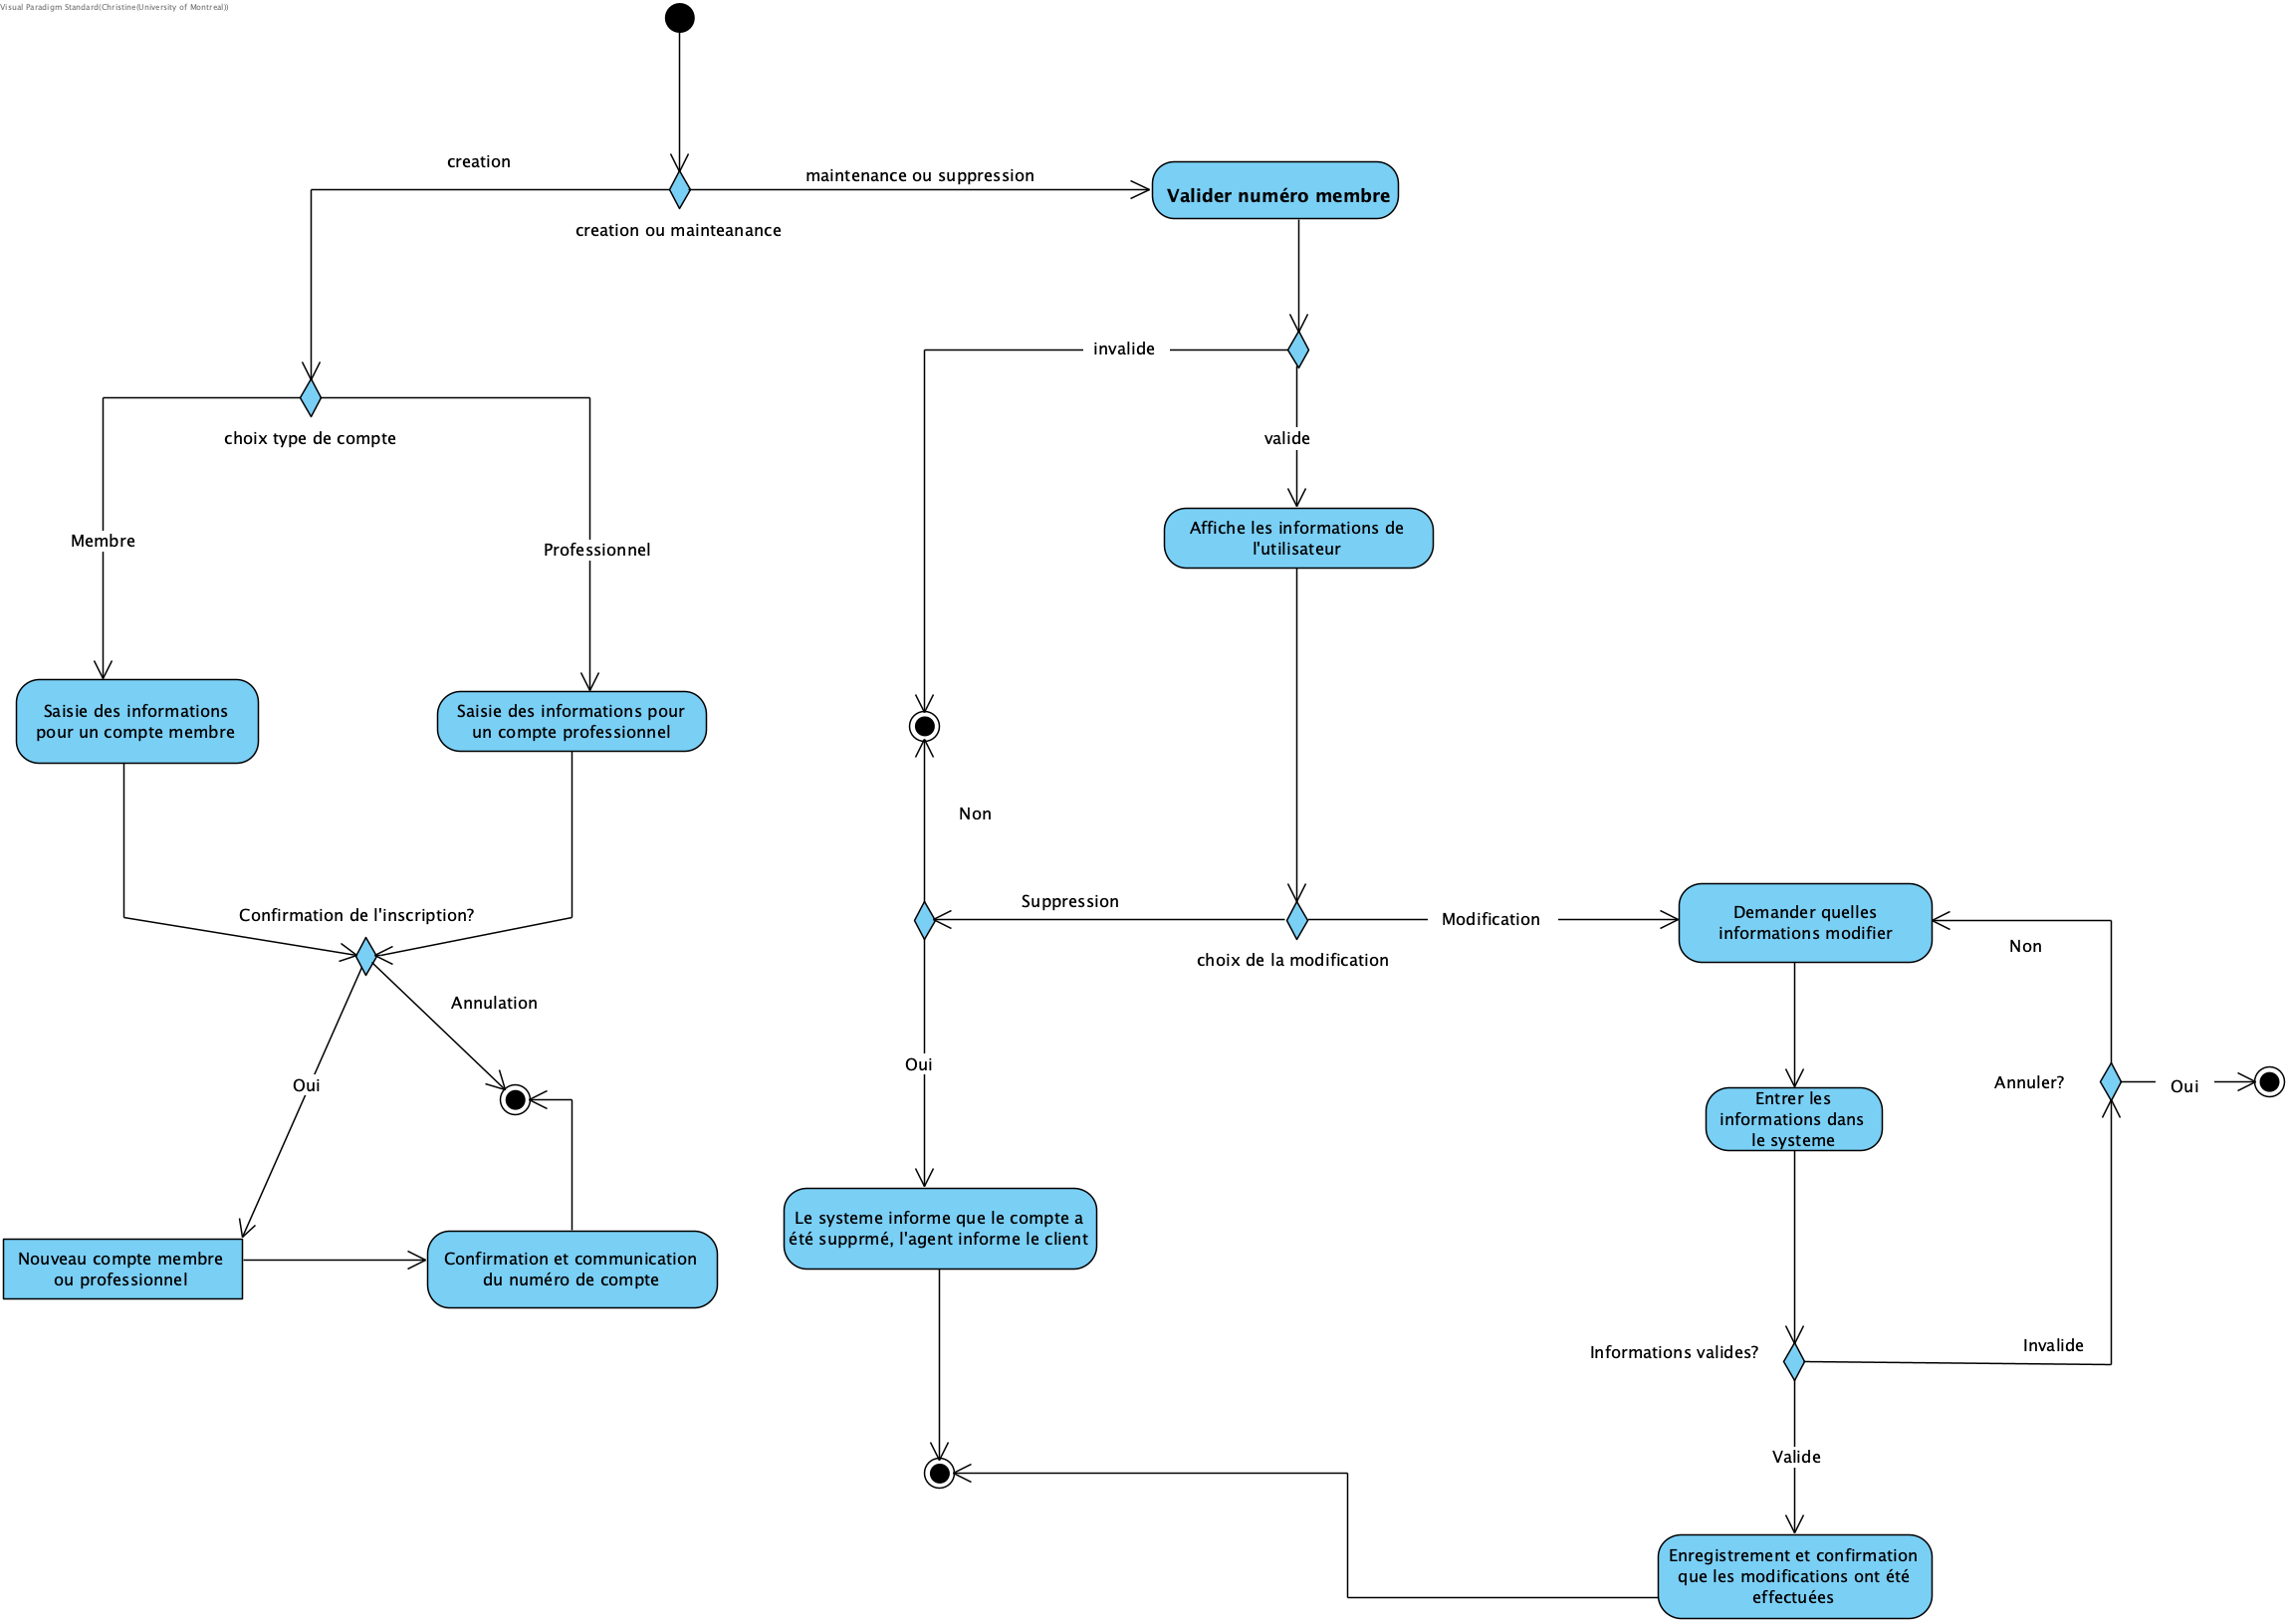 Visual Paradigm Standard(Christine(University of Montreal))
creation
maintenance ou suppression
Valider numéro membre
creation ou mainteanance
invalide
choix type de compte
valide
Membre
Professionnel
Affiche les informations de
l'utilisateur
Saisie des informations
pour un compte membre
Saisie des informations pour
un compte professionnel
Non
Confirmation de l'inscription?
Suppression
Modification
Demander quelles
informations modifier
Non
choix de la modification
Annulation
Oui
Oui
Annuler?
Oui
Entrer les
informations dans
le systeme
Le systeme informe que le compte a
été supprmé, l'agent informe le client
Nouveau compte membre
ou professionnel
Confirmation et communication
du numéro de compte
Informations valides?
Invalide
Valide
Enregistrement et confirmation
que les modifications ont été
effectuées